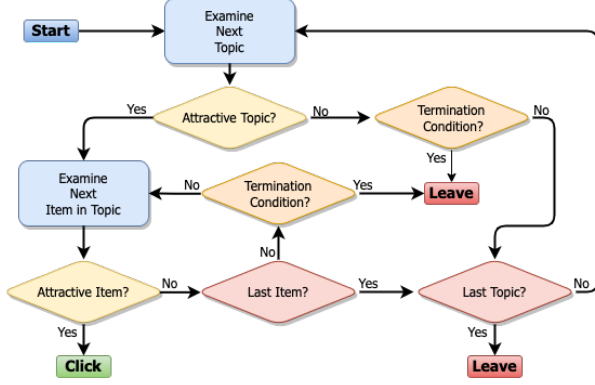 Start
Examine
Next
Topic
Yes
Attractive Topic?
No
Termination
Condition?
No
Yes
Examine
Next
Item in Topic
No
Termination
Condition?
Yes
Leave
No
Attractive Item?
No
Last Item?
Yes
Last Topic?
No
Yes
Click
Yes
Leave